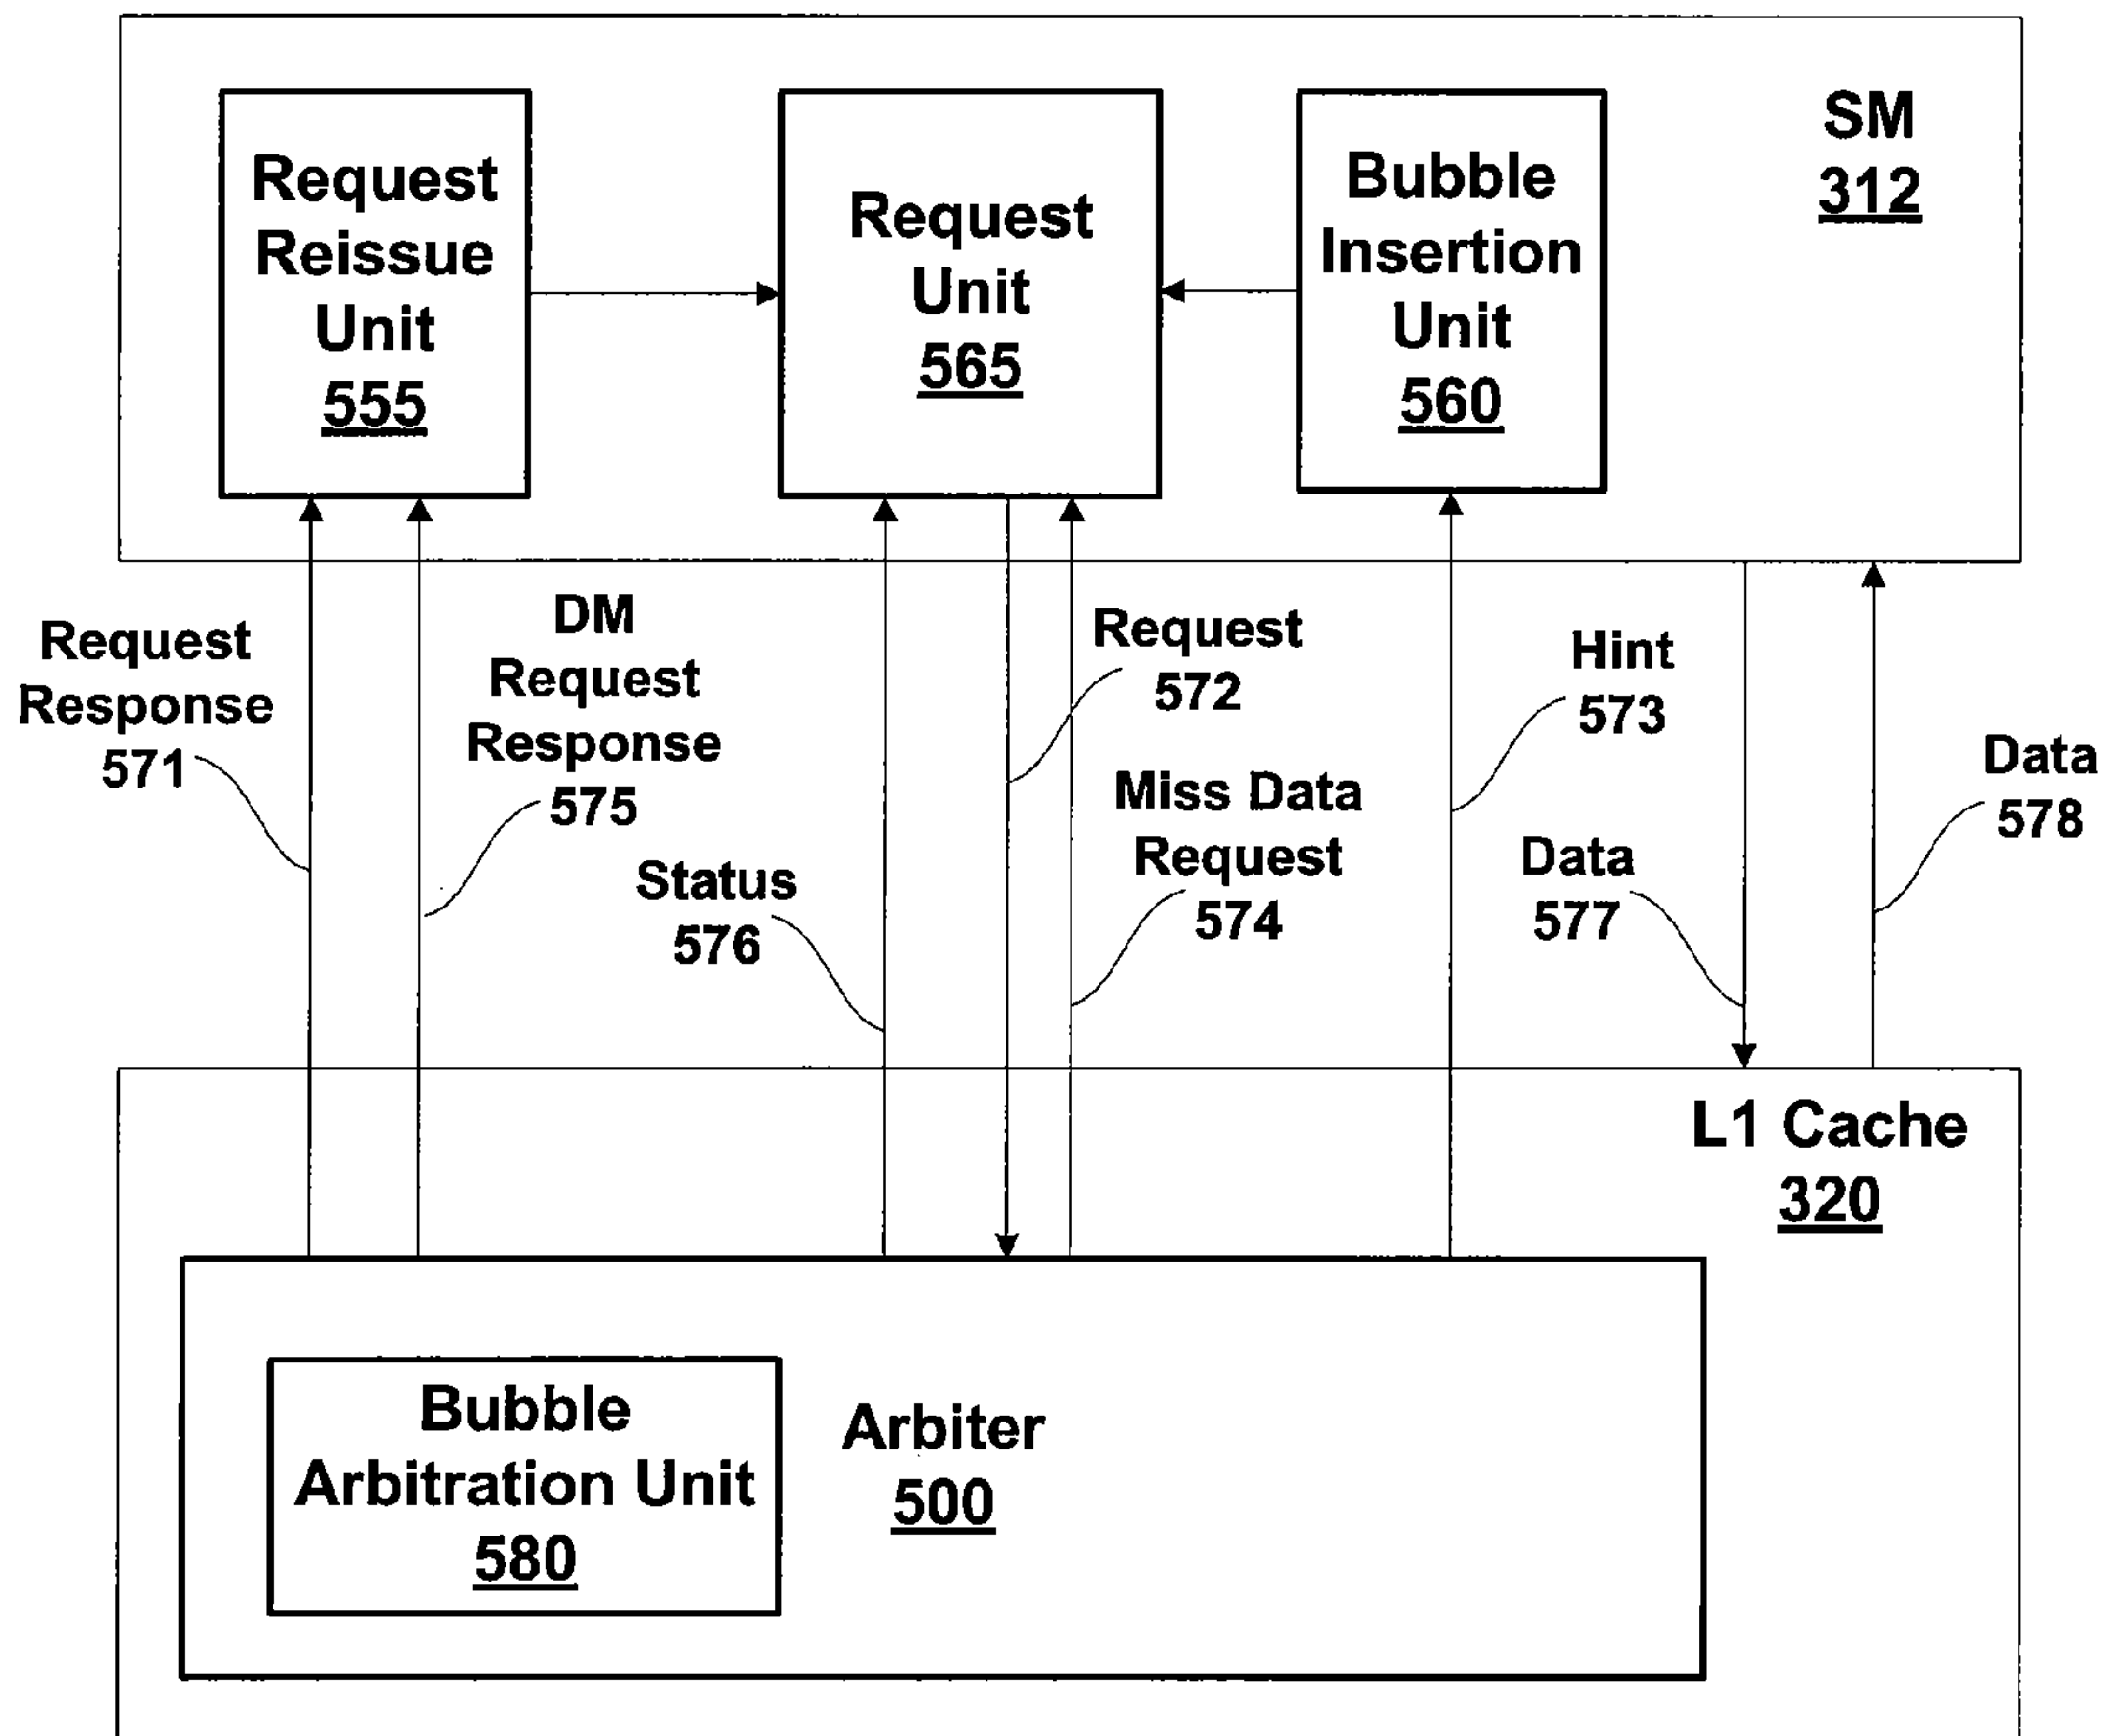 Request
Reissue
Unit
555
Request
Unit
565
Bubble
Insertion
Unit
560
SM
312
Request
Response
571
DM
Request
Response
575
Status
576
Request
572
Miss Data
Request
574
Hint
573
Data
577
Data
578
L1 Cache
320
Bubble
Arbitration Unit
580
Arbiter
500